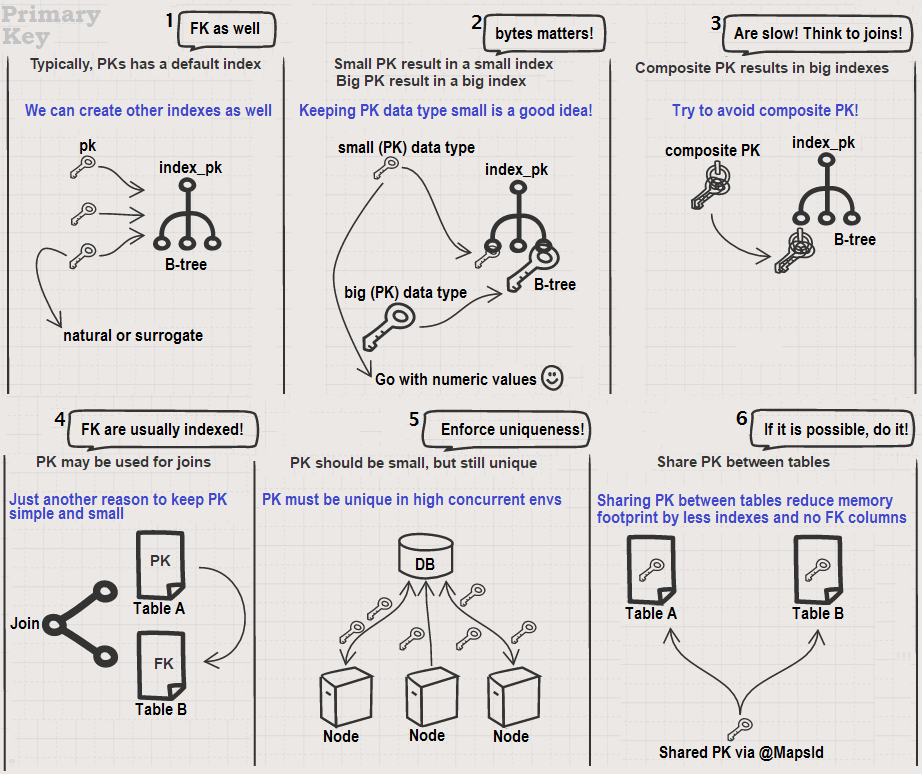 Primary
Key
1
FK as well
Typically, PKs has a default index
We can create other indexes as well
pk
index_pk
B-tree
natural or surrogate
2
bytes matters!
Small PK result in a small index
Big PK result in a big index
Keeping PK data type small is a good idea!
small (PK) data type
index_pk
B-tree
big (PK) data type
Go with numeric values
3
Are slow! Think to joins!
Composite PK results in big indexes
Try to avoid composite PK!
composite PK
index_pk
B-tree
4
FK are usually indexed!
PK may be used for joins
Just another reason to keep PK
simple and small
PK
Table A
Join
FK
Table B
5
Enforce uniqueness!
PK should be small, but still unique
PK must be unique in high concurrent envs
DB
Node
Node
Node
6
If it is possible, do it!
Share PK between tables
Sharing PK between tables reduce memory
footprint by less indexes and no FK columns
Table A
Table B
Shared PK via @MapsId